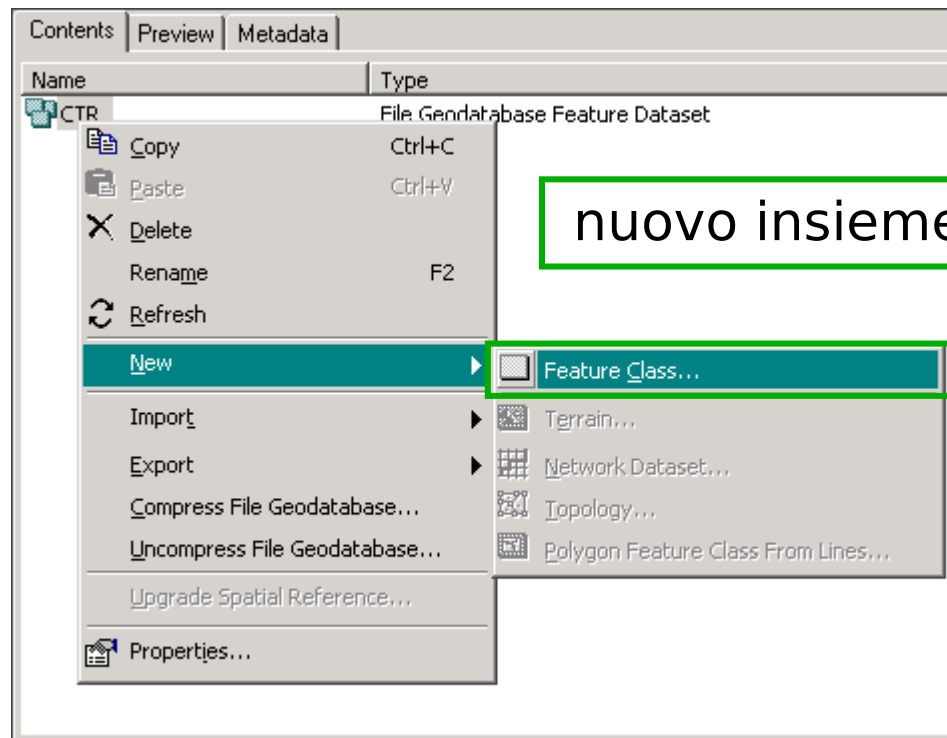 Contents Preview Metadata
Name Type
CTR File Geodatabase Feature Dataset
Copy Ctrl+C
Paste Ctrl+V
Delete
Rename F2
Refresh
New
Import
Export
Compress File Geodatabase...
Uncompress File Geodatabase...
Upgrade Spatial Reference...
Properties...
nuovo insieme
Feature Class...
Terrain...
Network Dataset...
Topology...
Polygon Feature Class From Lines...